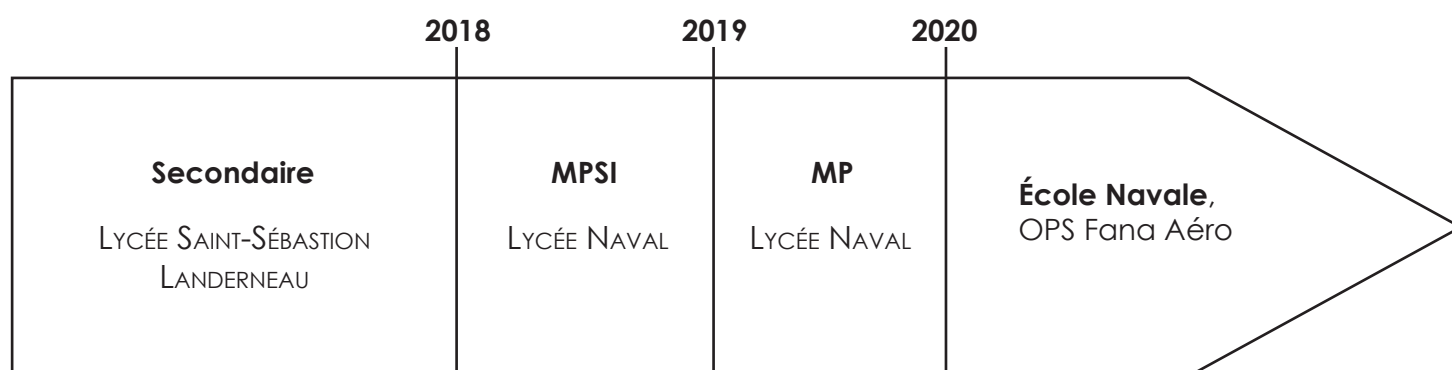 2018
2019
2020
Secondaire
LYCÉE SAINT-SÉBASTION
LANDERNEAU
MPSI
LYCÉE NAVAL
MP
LYCÉE NAVAL
École Navale,
OPS Fana Aéro